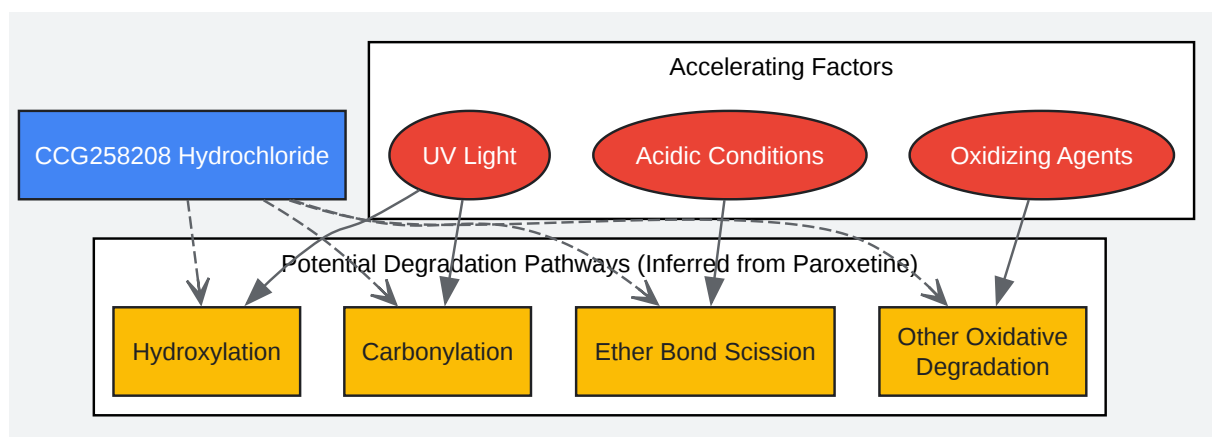 Accelerating Factors
CCG258208 Hydrochloride
UV Light
Acidic Conditions
Oxidizing Agents
Potential Degradation Pathways (Inferred from Paroxetine)
Hydroxylation
Carbonylation
Ether Bond Scission
Other Oxidative
Degradation